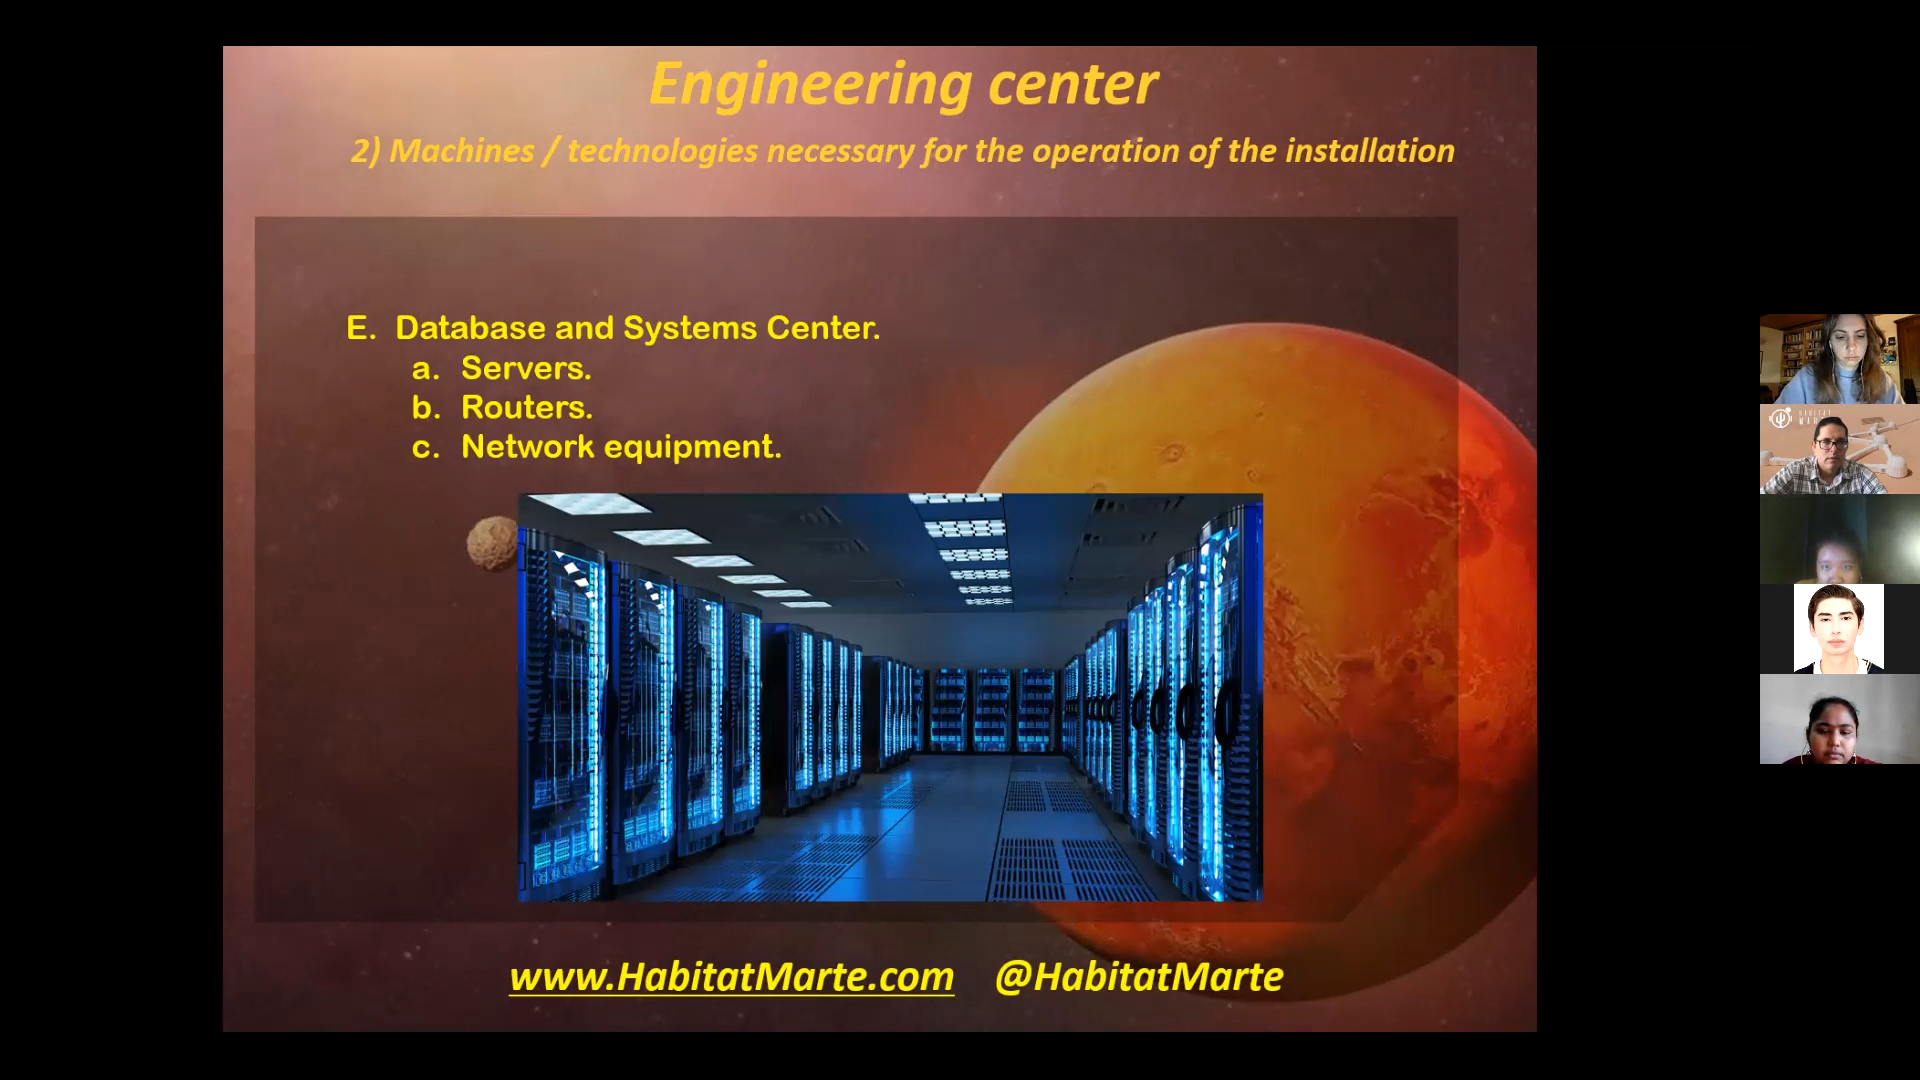 Engineering center
2) Machines / technologies necessary for the operation of the installation
E. Database and Systems Center.
a. Servers.
b. Routers.
c. Network equipment.
www.HabitatMarte.com @HabitatMarte
HABITAT